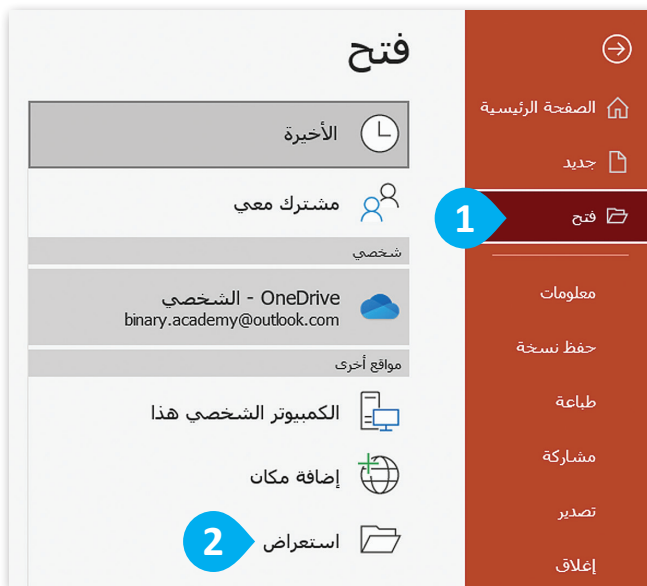 الصفحة الرئيسية
جديد
فتح
1
معلومات
حفظ نسخة
طباعة
مشاركة
تصدير
إغلاق
فتح
الأخيرة
مشترك معي
شخصي
OneDrive - الشخصي
binary.academy@outlook.com
مواقع أخرى
الكمبيوتر الشخصي هذا
إضافة مكان
استعراض
2